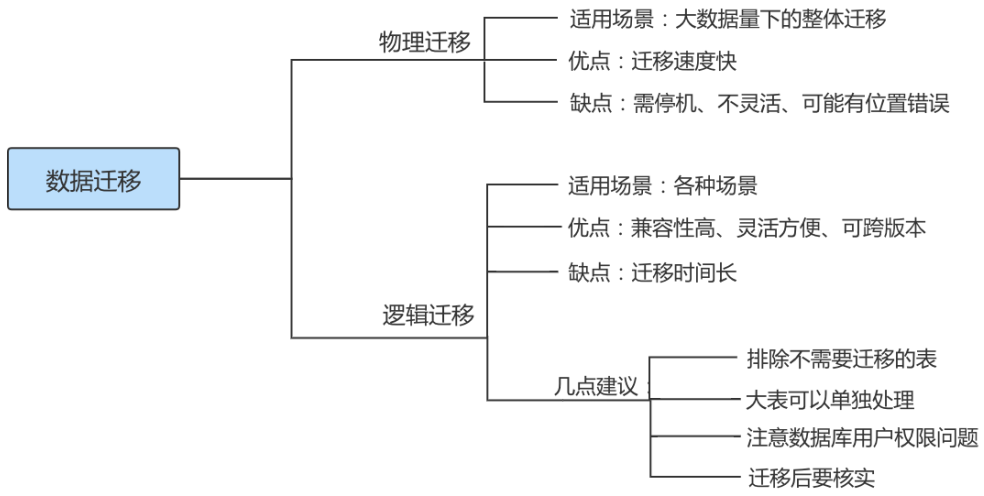 物理迁移
适用场景：大数据量下的整体迁移
优点：迁移速度快
缺点：需停机、不灵活、可能有位置错误
数据迁移
适用场景：各种场景
优点：兼容性高、灵活方便、可跨版本
缺点：迁移时间长
逻辑迁移
几点建议：
排除不需要迁移的表
大表可以单独处理
注意数据库用户权限问题
迁移后要核实